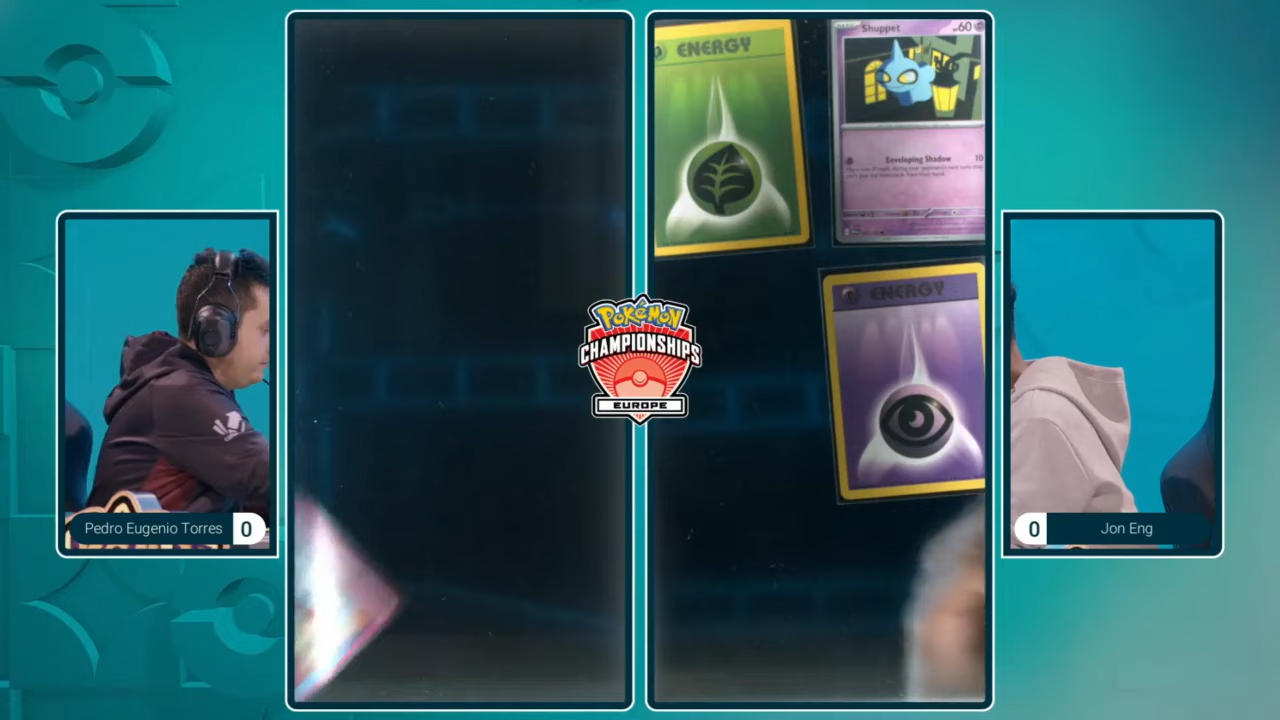 ENERGY
Shuppet
60
Enveloping Shadow 10
ENERGY
POKéMON
CHAMPIONSHIPS
EUROPE
Pedro Eugenio Torres 0
0 Jon Eng